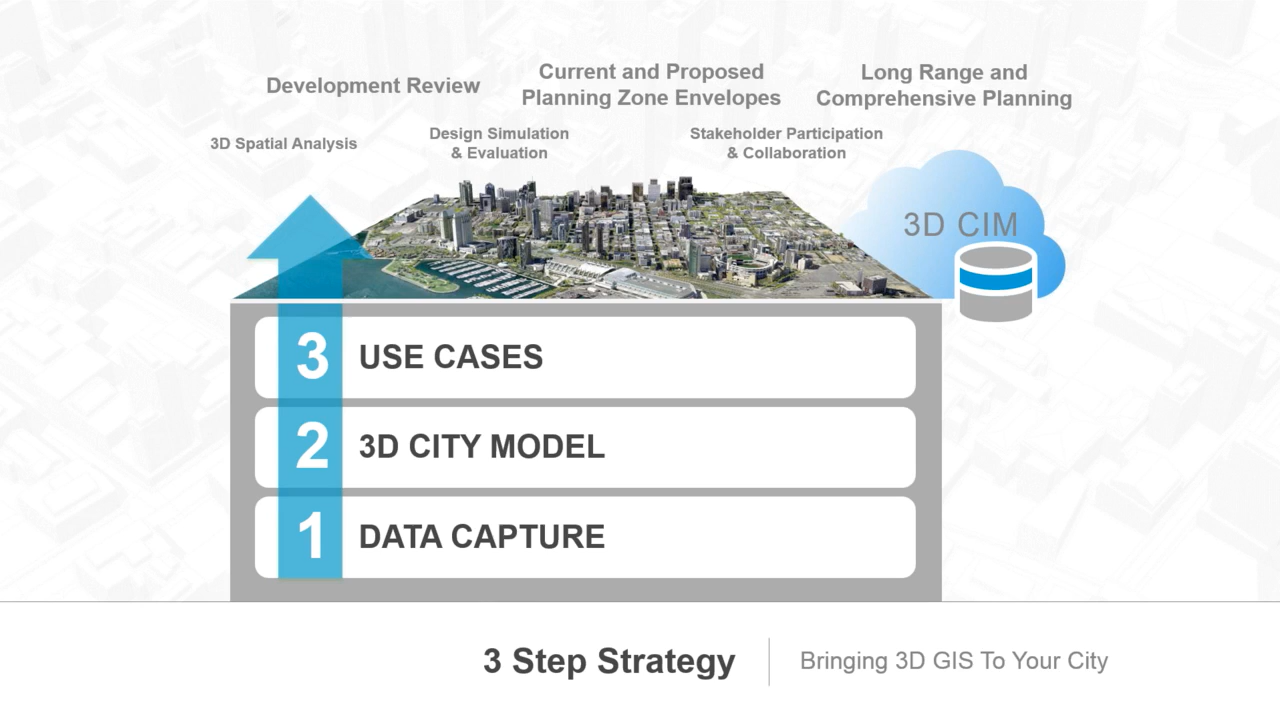 Development Review
Current and Proposed
Planning Zone Envelopes
Long Range and
Comprehensive Planning
3D Spatial Analysis
Design Simulation
& Evaluation
Stakeholder Participation
& Collaboration
3D CIM
3 USE CASES
2 3D CITY MODEL
1 DATA CAPTURE
3 Step Strategy
Bringing 3D GIS To Your City